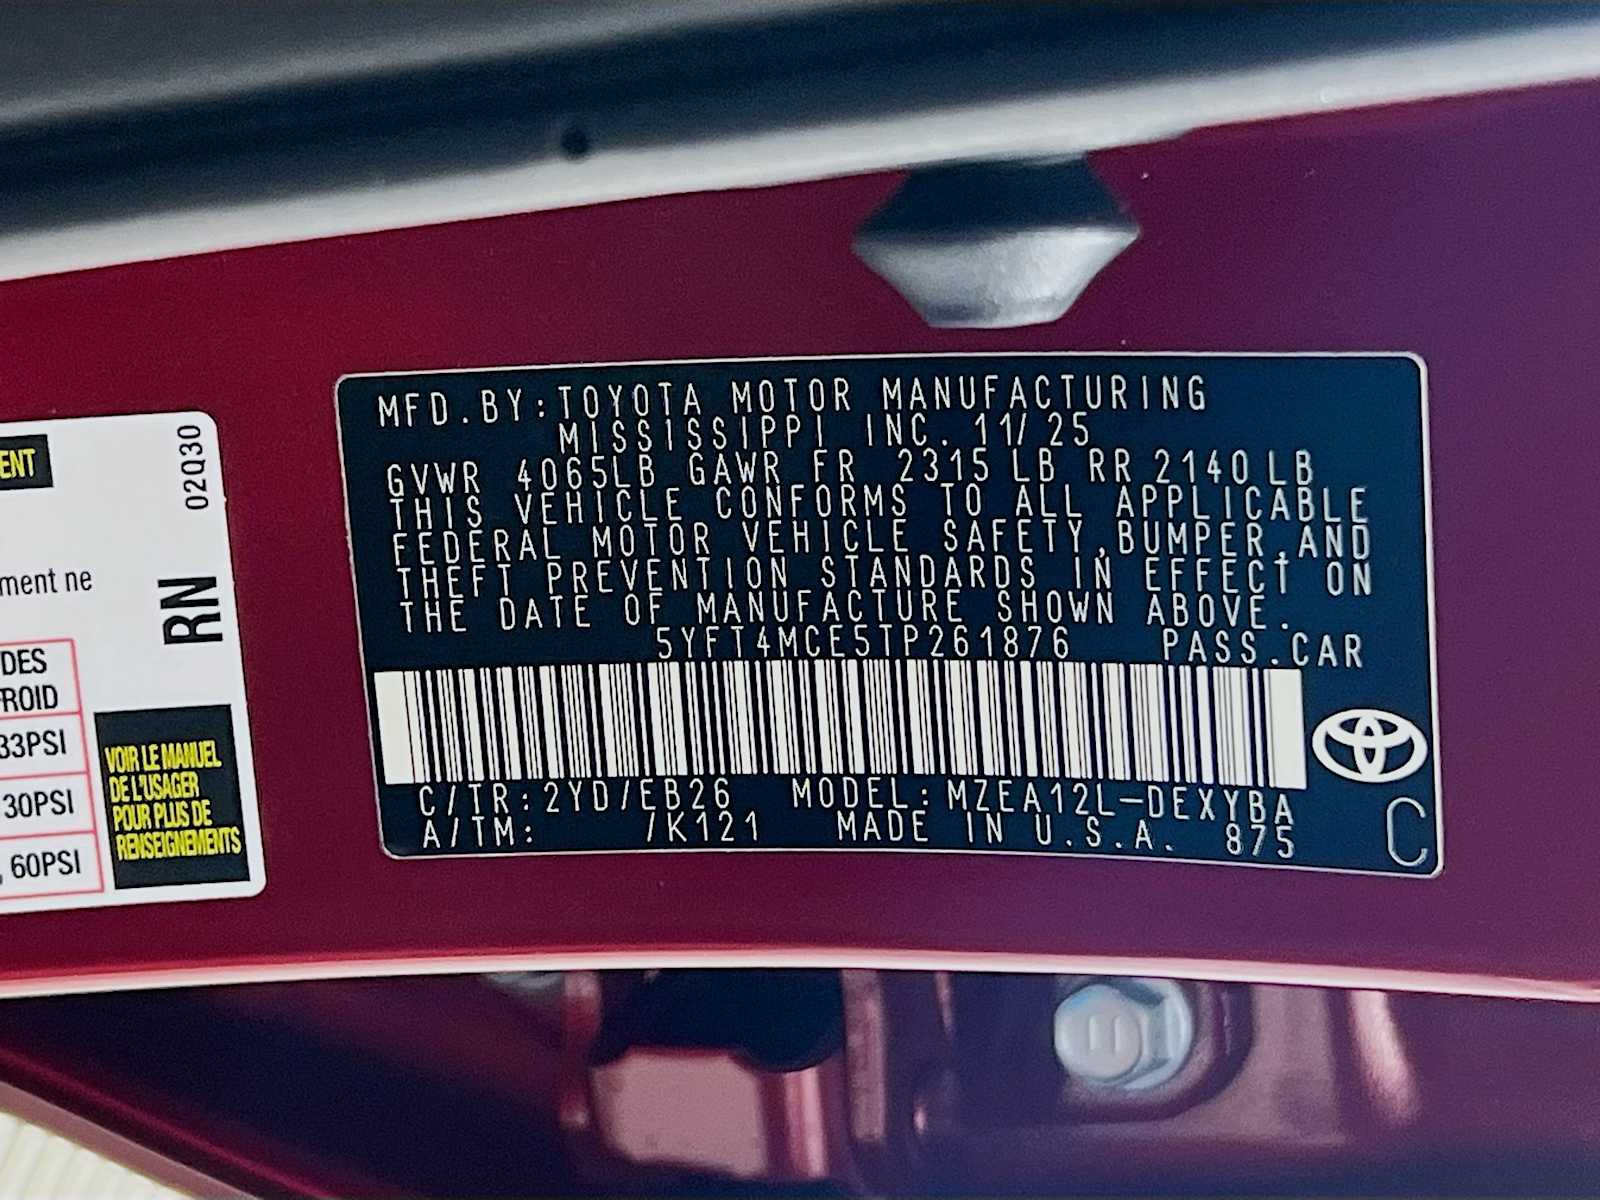 ENT
02Q30
ment ne
RN
DES
FROID
33PSI
30PSI
, 60PSI
VOIR LE MANUEL
DE L'USAGER
POUR PLUS DE
RENSEIGNEMENTS
MFD.BY:TOYOTA MOTOR MANUFACTURING
MISSISSIPPI INC. 11/25
GVWR 4065LB GAWR FR 2315 LB RR 2140 LB
THIS VEHICLE CONFORMS TO ALL APPLICABLE
FEDERAL MOTOR VEHICLE SAFETY,BUMPER,AND
THEFT PREVENTION STANDARDS IN EFFECT ON
THE DATE OF MANUFACTURE SHOWN ABOVE.
5YFT4MCE5TP261876 PASS.CAR
C/TR:2YD/EB26 MODEL:MZEA12L-DEXYBA
A/TM: /K121 MADE IN U.S.A. 875
C